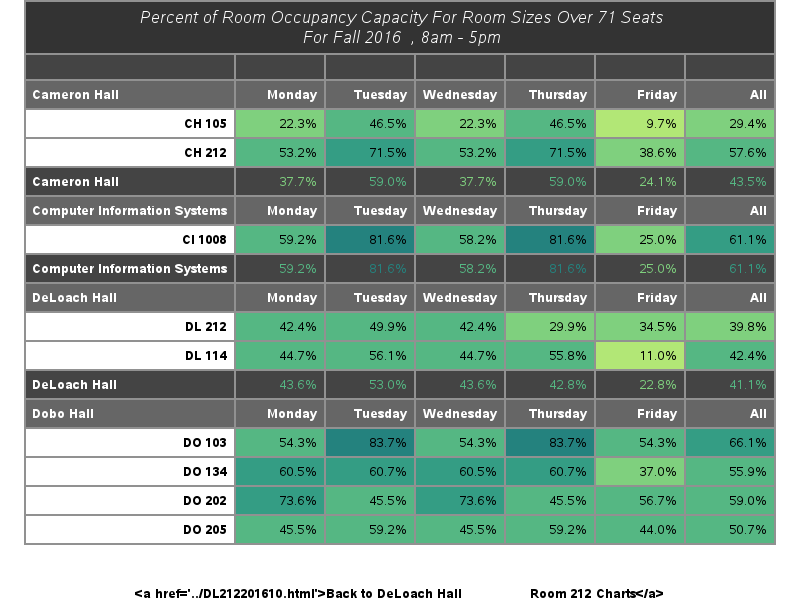 Percent of Room Occupancy Capacity For Room Sizes Over 71 Seats
For Fall 2016 , 8am - 5pm
Cameron Hall Monday Tuesday Wednesday Thursday Friday All
CH 105 22.3% 46.5% 22.3% 46.5% 9.7% 29.4%
CH 212 53.2% 71.5% 53.2% 71.5% 38.6% 57.6%
Cameron Hall 37.7% 59.0% 37.7% 59.0% 24.1% 43.5%
Computer Information Systems Monday Tuesday Wednesday Thursday Friday All
CI 1008 59.2% 81.6% 58.2% 81.6% 25.0% 61.1%
Computer Information Systems 59.2% 81.6% 58.2% 81.6% 25.0% 61.1%
DeLoach Hall Monday Tuesday Wednesday Thursday Friday All
DL 212 42.4% 49.9% 42.4% 29.9% 34.5% 39.8%
DL 114 44.7% 56.1% 44.7% 55.8% 11.0% 42.4%
DeLoach Hall 43.6% 53.0% 43.6% 42.8% 22.8% 41.1%
Dobo Hall Monday Tuesday Wednesday Thursday Friday All
DO 103 54.3% 83.7% 54.3% 83.7% 54.3% 66.1%
DO 134 60.5% 60.7% 60.5% 60.7% 37.0% 55.9%
DO 202 73.6% 45.5% 73.6% 45.5% 56.7% 59.0%
DO 205 45.5% 59.2% 45.5% 59.2% 44.0% 50.7%
<a href='../DL212201610.html'>Back to DeLoach Hall Room 212 Charts</a>